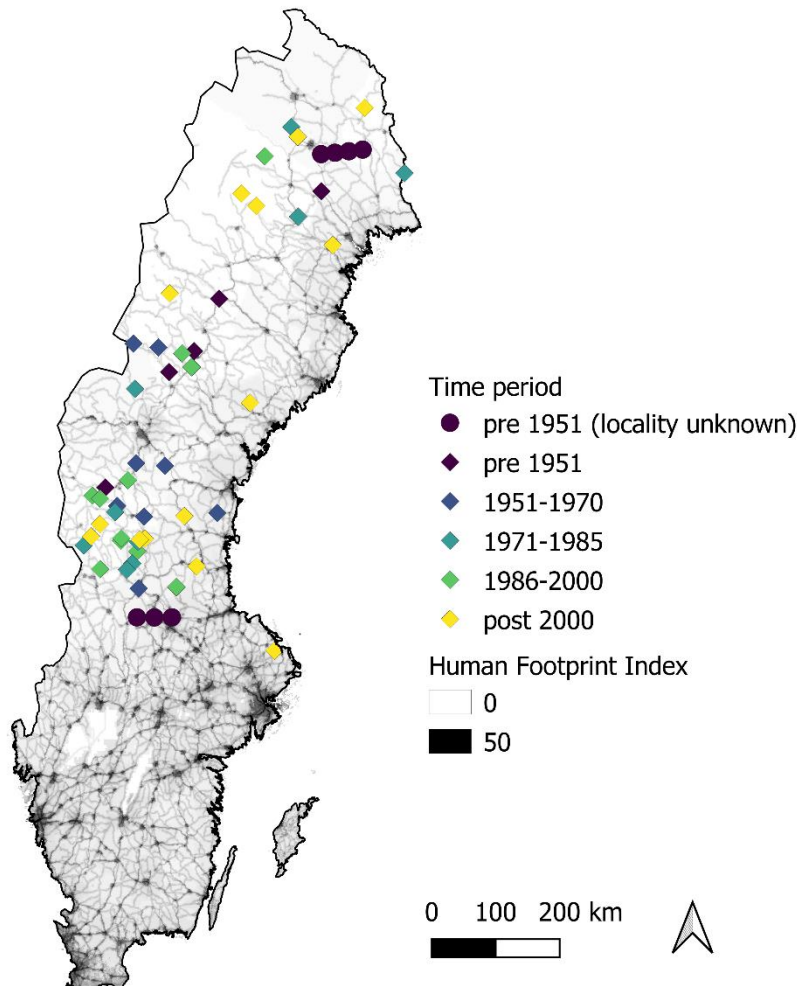 Time period
pre 1951 (locality unknown)
pre 1951
1951-1970
1971-1985
1986-2000
post 2000
Human Footprint Index
0
50
0 100 200 km